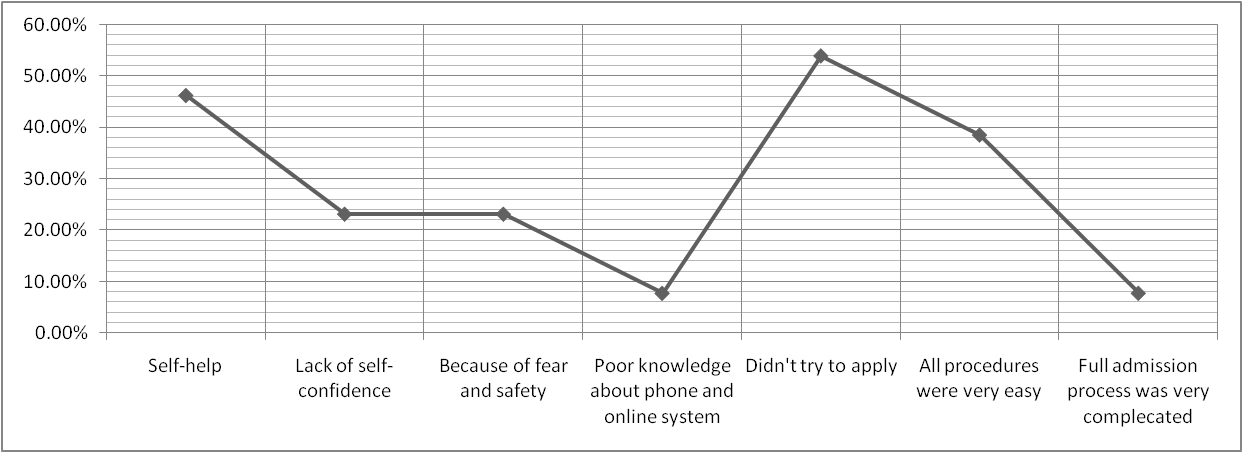 60.00%
50.00%
40.00%
30.00%
20.00%
10.00%
0.00%
Self-help
Lack of self-
confidence
Because of fear
and safety
Poor knowledge
about phone and
online system
Didn't try to apply
All procedures
were very easy
Full admission
process was very
complecated